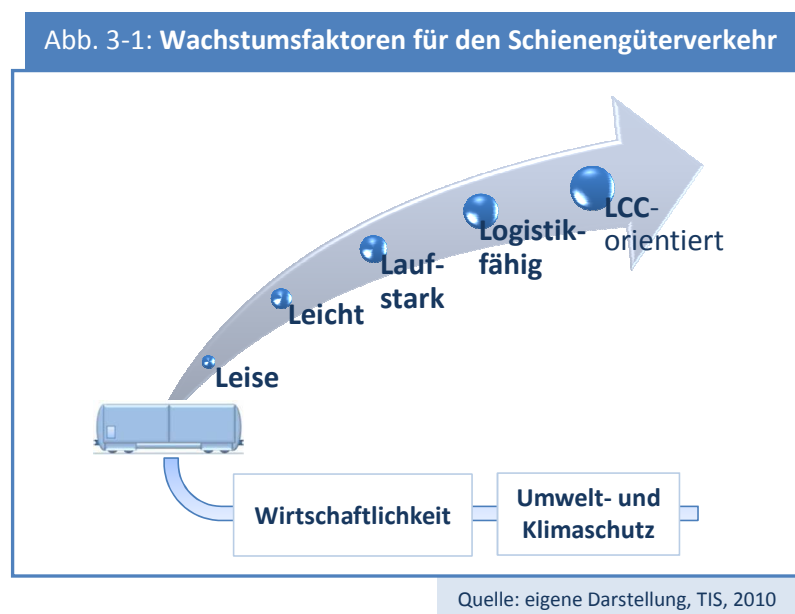 Abb. 3-1: Wachstumsfaktoren für den Schienengüterverkehr
LCC-
orientiert
Logistik-
fähig
Lauf-
stark
Leicht
Leise
Wirtschaftlichkeit
Umwelt- und
Klimaschutz
Quelle: eigene Darstellung, TIS, 2010